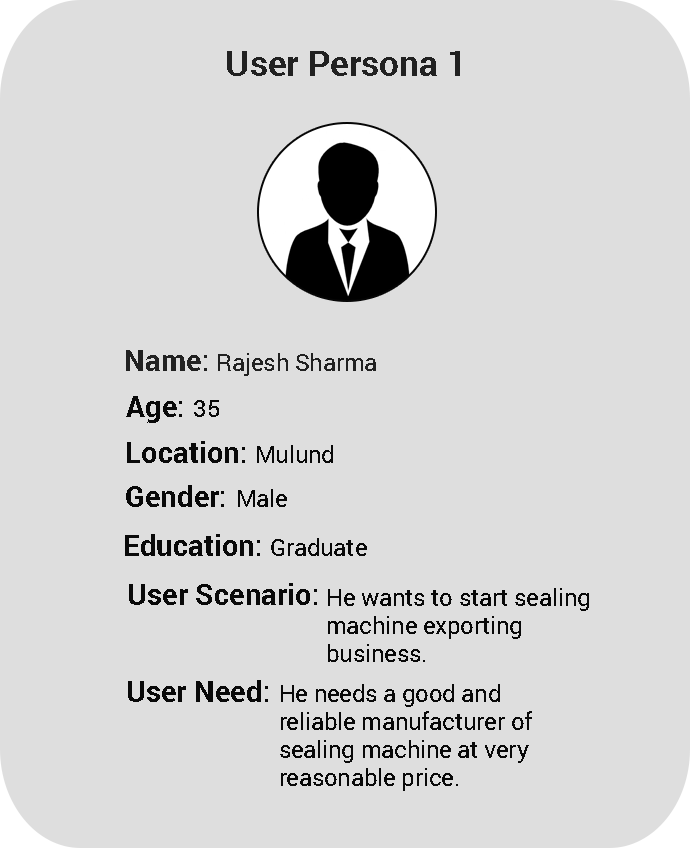 User Persona 1
Name: Rajesh Sharma
Age: 35
Location: Mulund
Gender: Male
Education: Graduate
User Scenario: He wants to start sealing
machine exporting
business.
User Need: He needs a good and
reliable manufacturer of
sealing machine at very
reasonable price.